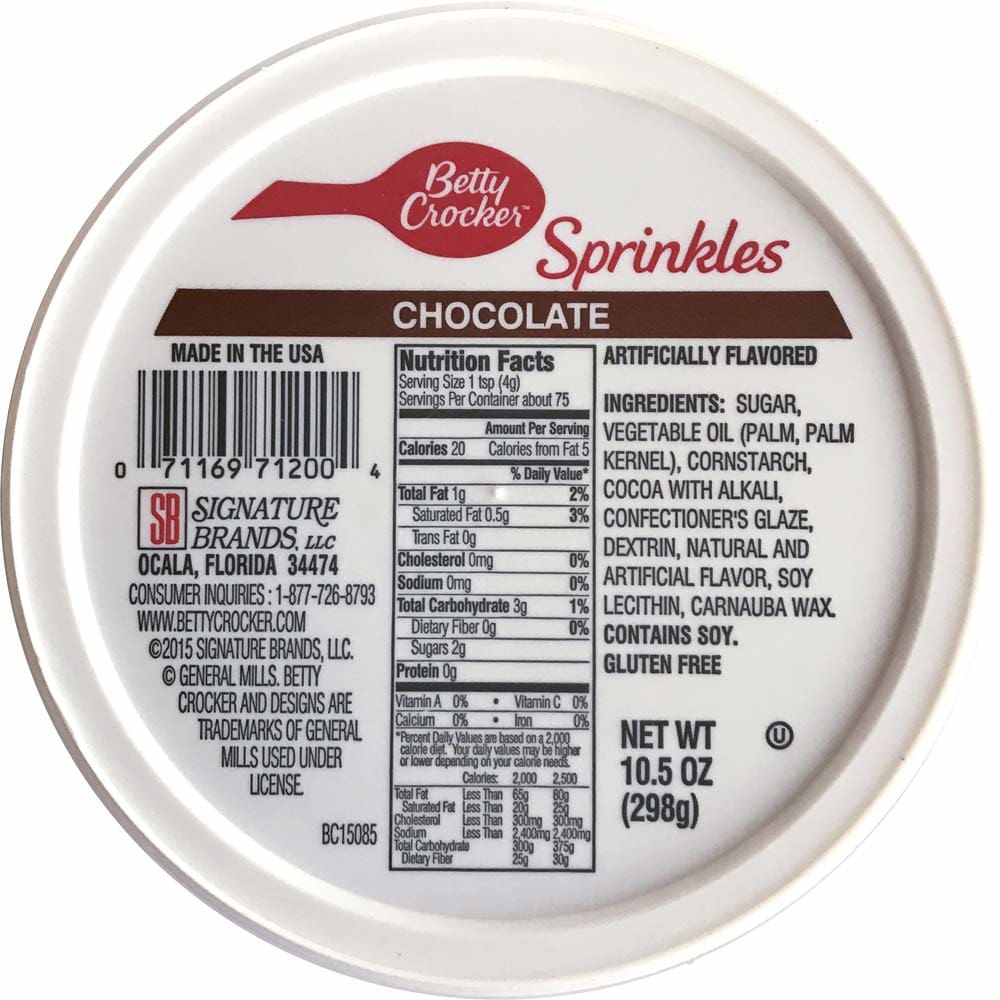 Betty
Crocker™
Sprinkles
CHOCOLATE
MADE IN THE USA
0 71169 71200 4
SB SIGNATURE
BRANDS, LLC
OCALA, FLORIDA 34474
CONSUMER INQUIRIES : 1-877-726-8793
WWW.BETTYCROCKER.COM
©2015 SIGNATURE BRANDS, LLC.
© GENERAL MILLS. BETTY
CROCKER AND DESIGNS ARE
TRADEMARKS OF GENERAL
MILLS USED UNDER
LICENSE.
BC15085
Nutrition Facts
Serving Size 1 tsp (4g)
Servings Per Container about 75
Amount Per Serving
Calories 20 Calories from Fat 5
% Daily Value*
Total Fat 1g 2%
Saturated Fat 0.5g 3%
Trans Fat 0g
Cholesterol 0mg 0%
Sodium 0mg 0%
Total Carbohydrate 3g 1%
Dietary Fiber 0g 0%
Sugars 2g
Protein 0g
Vitamin A 0% • Vitamin C 0%
Calcium 0% • Iron 0%
*Percent Daily Values are based on a 2,000
calorie diet. Your daily values may be higher
or lower depending on your calorie needs.
Calories: 2,000 2,500
Total Fat Less Than 65g 80g
Saturated Fat Less Than 20g 25g
Cholesterol Less Than 300mg 300mg
Sodium Less Than 2,400mg 2,400mg
Total Carbohydrate 300g 375g
Dietary Fiber 25g 30g
ARTIFICIALLY FLAVORED
INGREDIENTS: SUGAR,
VEGETABLE OIL (PALM, PALM
KERNEL), CORNSTARCH,
COCOA WITH ALKALI,
CONFECTIONER'S GLAZE,
DEXTRIN, NATURAL AND
ARTIFICIAL FLAVOR, SOY
LECITHIN, CARNAUBA WAX.
CONTAINS SOY.
GLUTEN FREE
NET WT
10.5 OZ
(298g)
U